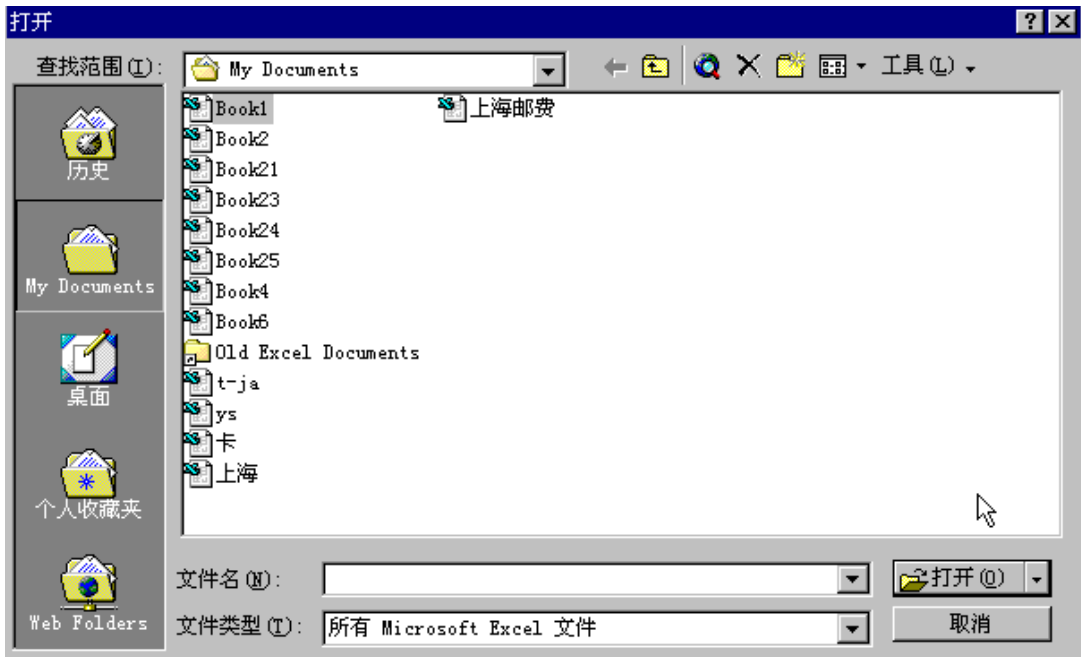 打开
查找范围(I): My Documents 工具(L)
历史
My Documents
桌面
个人收藏夹
Web Folders
Book1
Book2
Book21
Book23
Book24
Book25
Book4
Book6
Old Excel Documents
t-ja
ys
卡
上海
上海邮费
文件名(N): 打开(O)
文件类型(T): 所有 Microsoft Excel 文件 取消